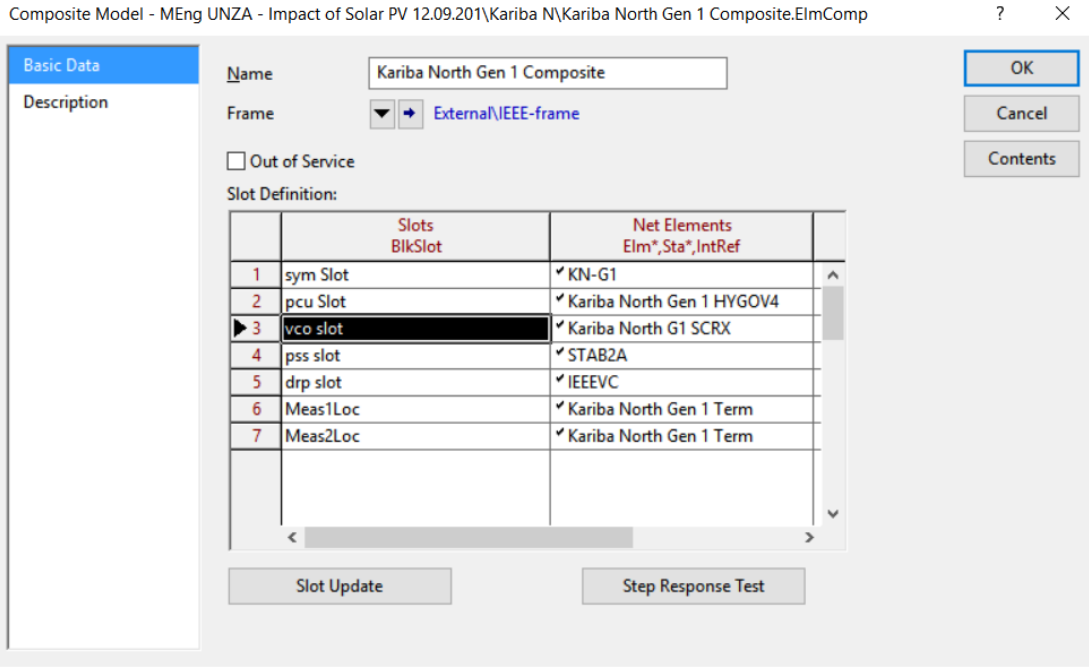 Composite Model - MEng UNZA - Impact of Solar PV 12.09.201\Kariba N\Kariba North Gen 1 Composite.ElmComp ? ×
Basic Data
Description
Name Kariba North Gen 1 Composite
Frame External\IEEE-frame
Out of Service
Slot Definition:
Slots Net Elements
BlkSlot Elm*,Sta*,IntRef
1 sym Slot KN-G1
2 pcu Slot Kariba North Gen 1 HYGOV4
3 vco slot Kariba North G1 SCRX
4 pss slot STAB2A
5 drp slot IEEEVC
6 Meas1Loc Kariba North Gen 1 Term
7 Meas2Loc Kariba North Gen 1 Term
Slot Update Step Response Test
OK
Cancel
Contents